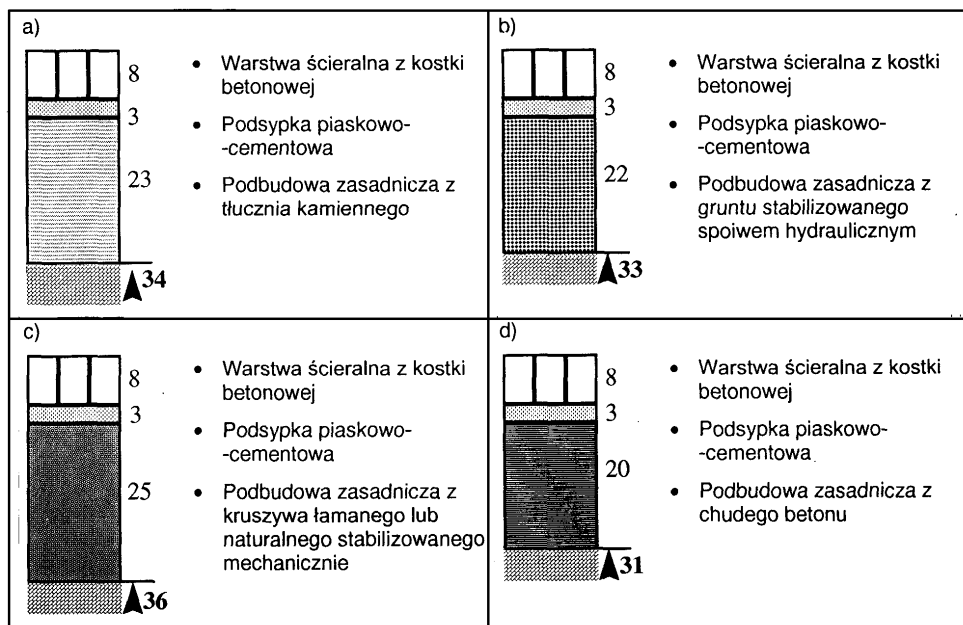 a)
8
3
23
34
• Warstwa ścieralna z kostki
betonowej
• Podsypka piaskowo-
-cementowa
• Podbudowa zasadnicza z
tłucznia kamiennego
b)
8
3
22
33
• Warstwa ścieralna z kostki
betonowej
• Podsypka piaskowo-
-cementowa
• Podbudowa zasadnicza z
gruntu stabilizowanego
spoiwem hydraulicznym
c)
8
3
25
36
• Warstwa ścieralna z kostki
betonowej
• Podsypka piaskowo-
-cementowa
• Podbudowa zasadnicza z
kruszywa łamanego lub
naturalnego stabilizowanego
mechanicznie
d)
8
3
20
31
• Warstwa ścieralna z kostki
betonowej
• Podsypka piaskowo-
-cementowa
• Podbudowa zasadnicza z
chudego betonu